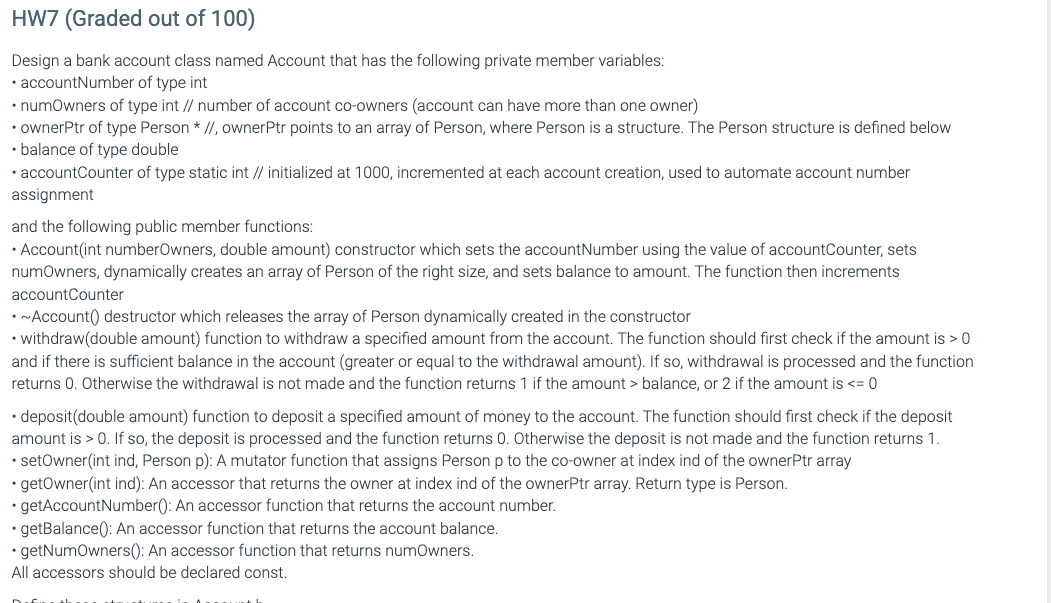 HW7 (Graded out of 100)
Design a bank account class named Account that has the following private member variables:
• accountNumber of type int
• numOwners of type int // number of account co-owners (account can have more than one owner)
• ownerPtr of type Person * //, ownerPtr points to an array of Person, where Person is a structure. The Person structure is defined below
• balance of type double
• accountCounter of type static int // initialized at 1000, incremented at each account creation, used to automate account number
assignment
and the following public member functions:
• Account(int numberOwners, double amount) constructor which sets the accountNumber using the value of accountCounter, sets
numOwners, dynamically creates an array of Person of the right size, and sets balance to amount. The function then increments
accountCounter
• ~Account() destructor which releases the array of Person dynamically created in the constructor
• withdraw(double amount) function to withdraw a specified amount from the account. The function should first check if the amount is > 0
and if there is sufficient balance in the account (greater or equal to the withdrawal amount). If so, withdrawal is processed and the function
returns 0. Otherwise the withdrawal is not made and the function returns 1 if the amount > balance, or 2 if the amount is <= 0
• deposit(double amount) function to deposit a specified amount of money to the account. The function should first check if the deposit
amount is > 0. If so, the deposit is processed and the function returns 0. Otherwise the deposit is not made and the function returns 1.
• setOwner(int ind, Person p): A mutator function that assigns Person p to the co-owner at index ind of the ownerPtr array
• getOwner(int ind): An accessor that returns the owner at index ind of the ownerPtr array. Return type is Person.
• getAccountNumber(): An accessor function that returns the account number.
• getBalance(): An accessor function that returns the account balance.
• getNumOwners(): An accessor function that returns numOwners.
All accessors should be declared const.